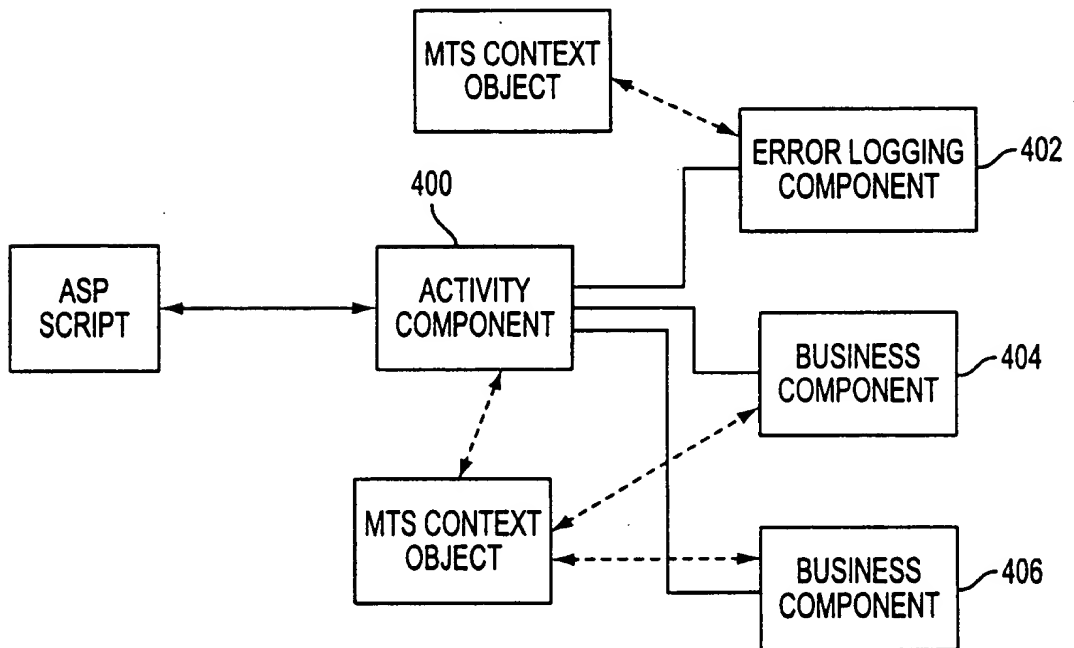 MTS CONTEXT
OBJECT
ERROR LOGGING
COMPONENT
402
400
ASP
SCRIPT
ACTIVITY
COMPONENT
BUSINESS
COMPONENT
404
MTS CONTEXT
OBJECT
BUSINESS
COMPONENT
406